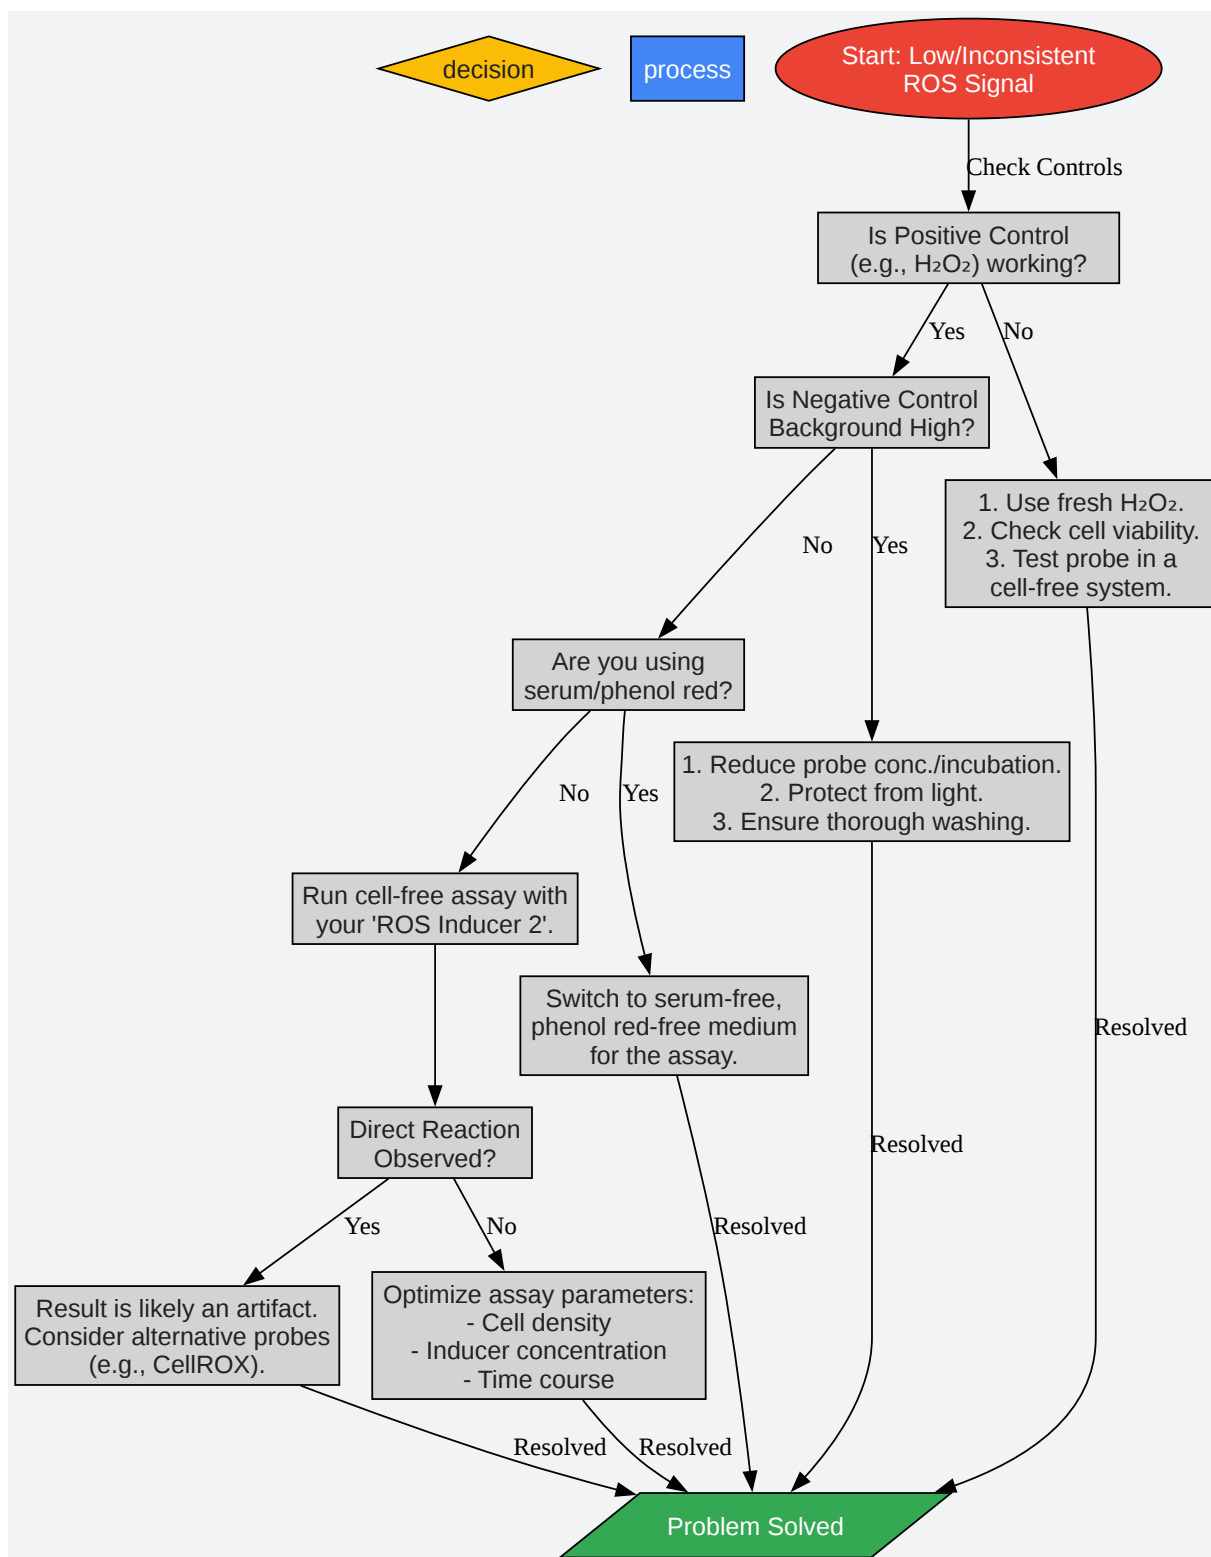 decision
process
Start: Low/Inconsistent
ROS Signal
Check Controls
Is Positive Control
(e.g., H₂O₂) working?
Yes
No
Is Negative Control
Background High?
1. Use fresh H₂O₂.
2. Check cell viability.
3. Test probe in a
cell-free system.
No
Yes
Are you using
serum/phenol red?
1. Reduce probe conc./incubation.
2. Protect from light.
3. Ensure thorough washing.
No
Yes
Run cell-free assay with
your 'ROS Inducer 2'.
Switch to serum-free,
phenol red-free medium
for the assay.
Resolved
Direct Reaction
Observed?
Resolved
Yes
No
Resolved
Result is likely an artifact.
Consider alternative probes
(e.g., CellROX).
Optimize assay parameters:
- Cell density
- Inducer concentration
- Time course
Resolved
Resolved
Problem Solved